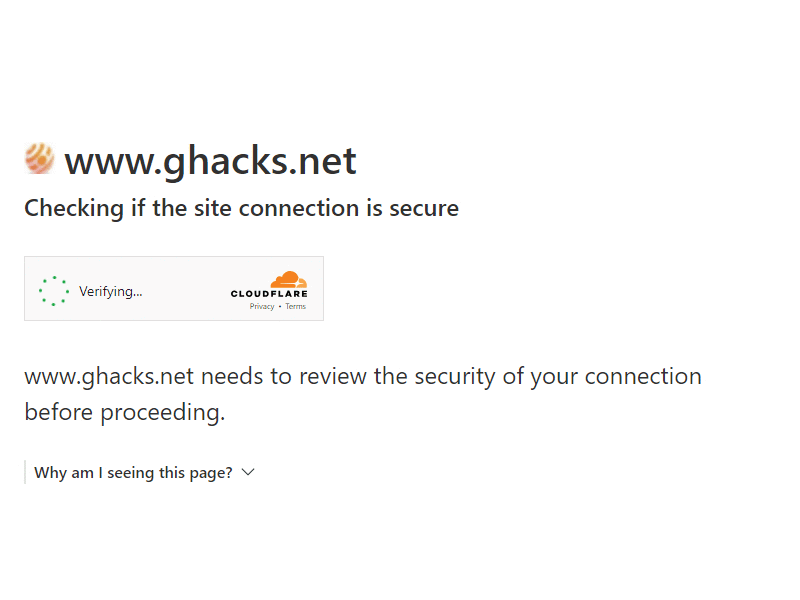 www.ghacks.net
Checking if the site connection is secure
Verifying...
CLOUDFLARE
Privacy • Terms
www.ghacks.net needs to review the security of your connection
before proceeding.
Why am I seeing this page?